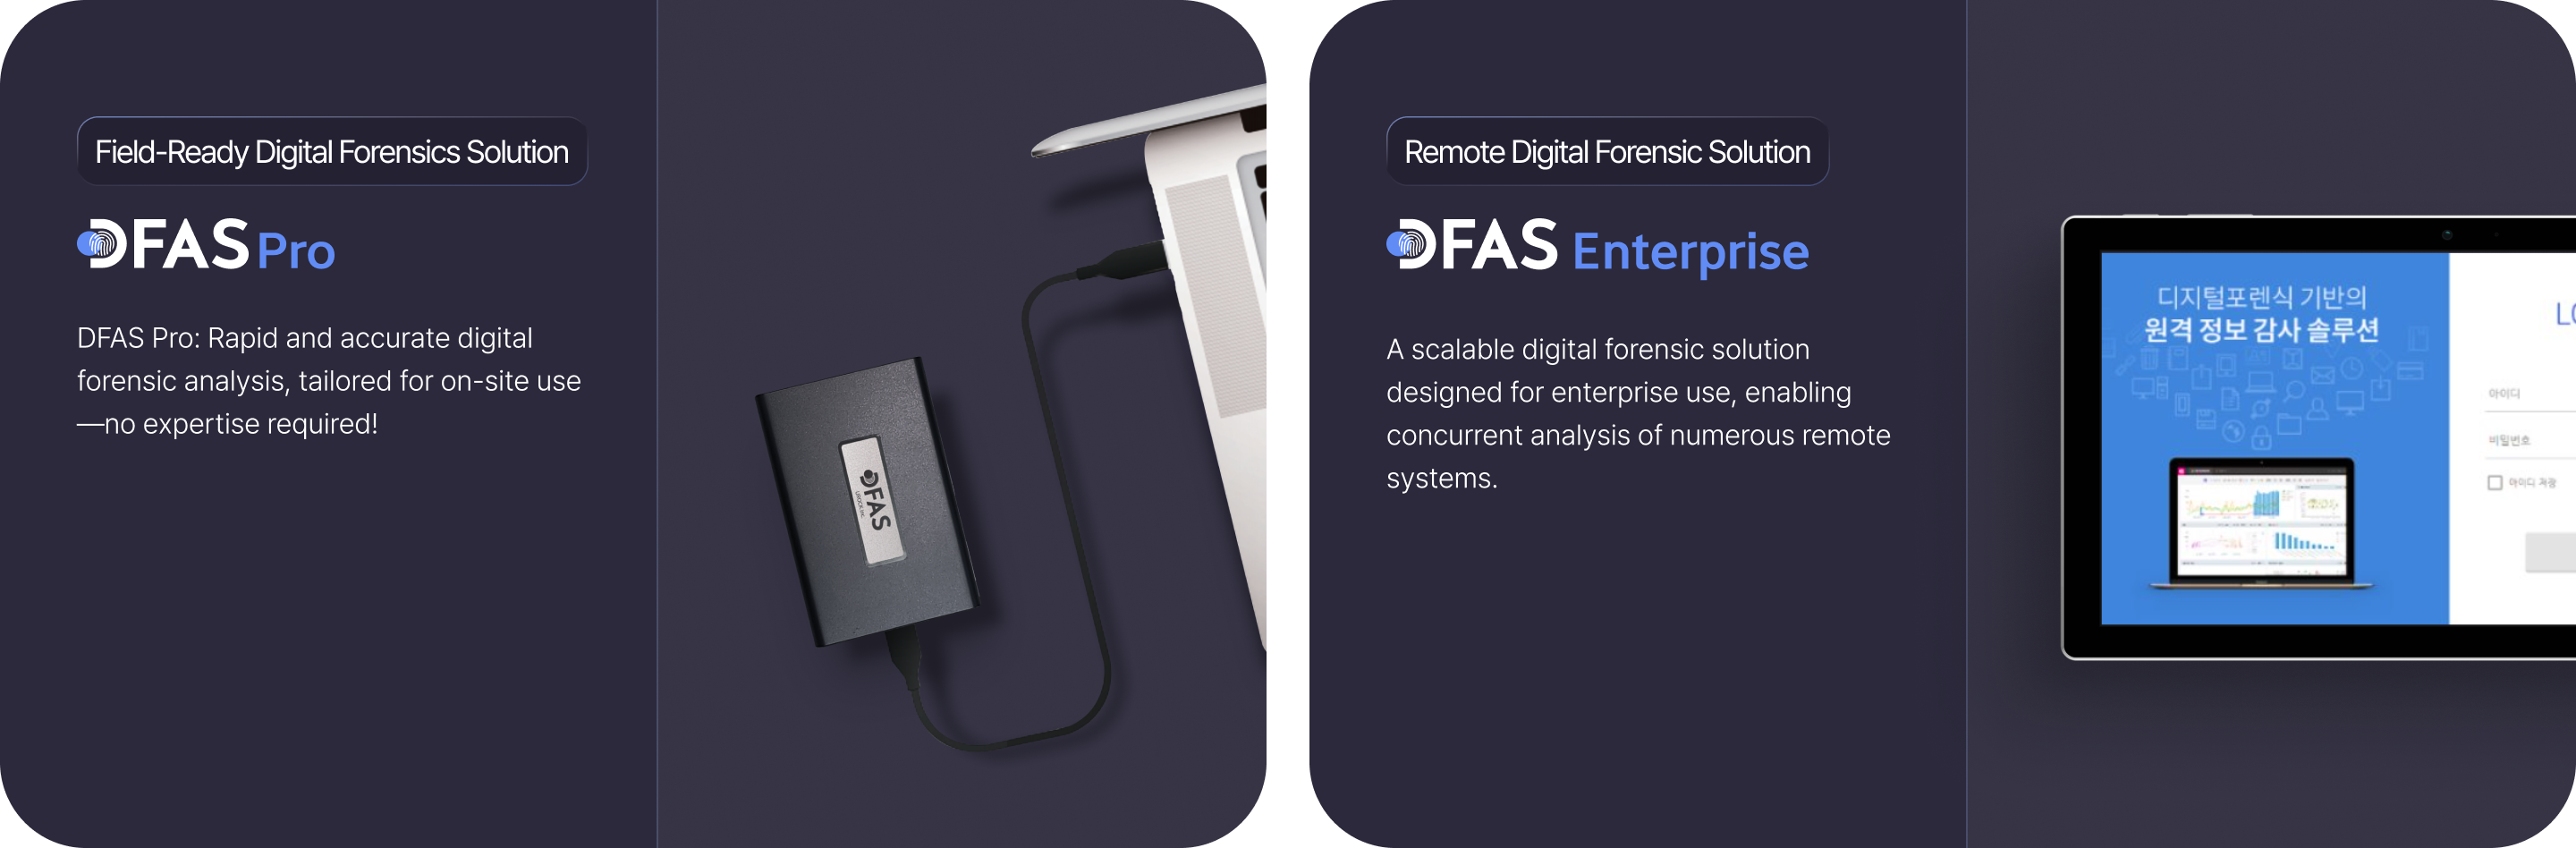 Field-Ready Digital Forensics Solution
DFAS Pro
DFAS Pro: Rapid and accurate digital
forensic analysis, tailored for on-site use
—no expertise required!
DFAS
Remote Digital Forensic Solution
DFAS Enterprise
A scalable digital forensic solution
designed for enterprise use, enabling
concurrent analysis of numerous remote
systems.
디지털포렌식 기반의
원격 정보 감사 솔루션
아이디
비밀번호
아이디 저장